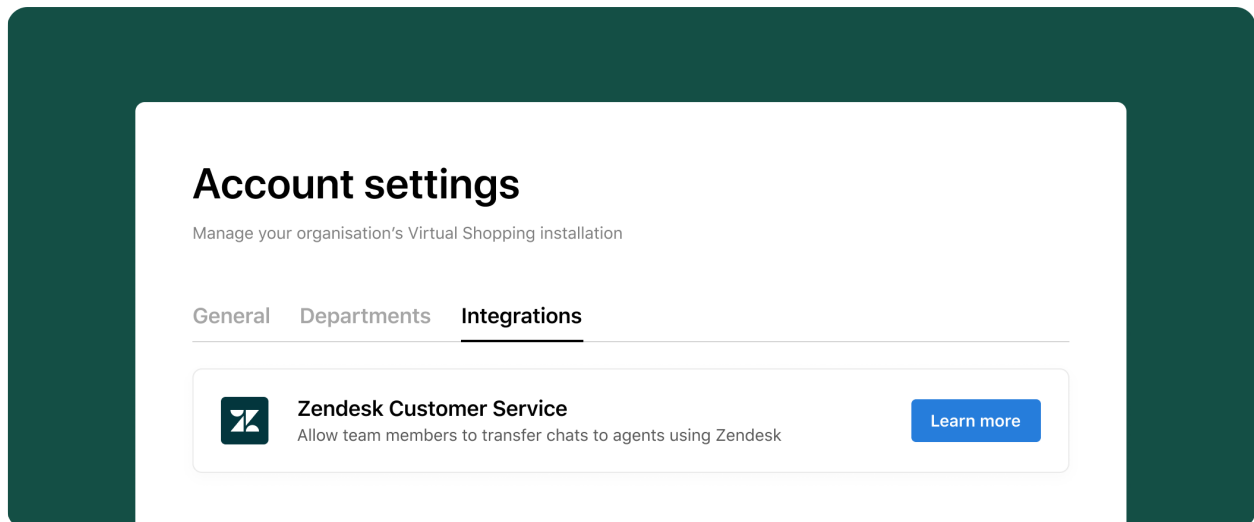 Account settings
Manage your organisation’s Virtual Shopping installation
General Departments Integrations
Zendesk Customer Service
Allow team members to transfer chats to agents using Zendesk
Learn more